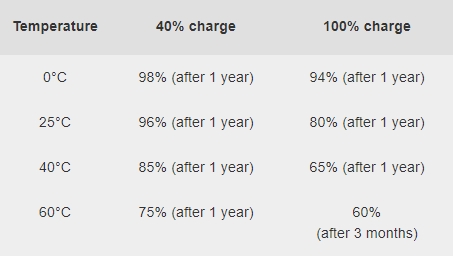 Temperature 40% charge 100% charge
0°C 98% (after 1 year) 94% (after 1 year)
25°C 96% (after 1 year) 80% (after 1 year)
40°C 85% (after 1 year) 65% (after 1 year)
60°C 75% (after 1 year) 60%
(after 3 months)